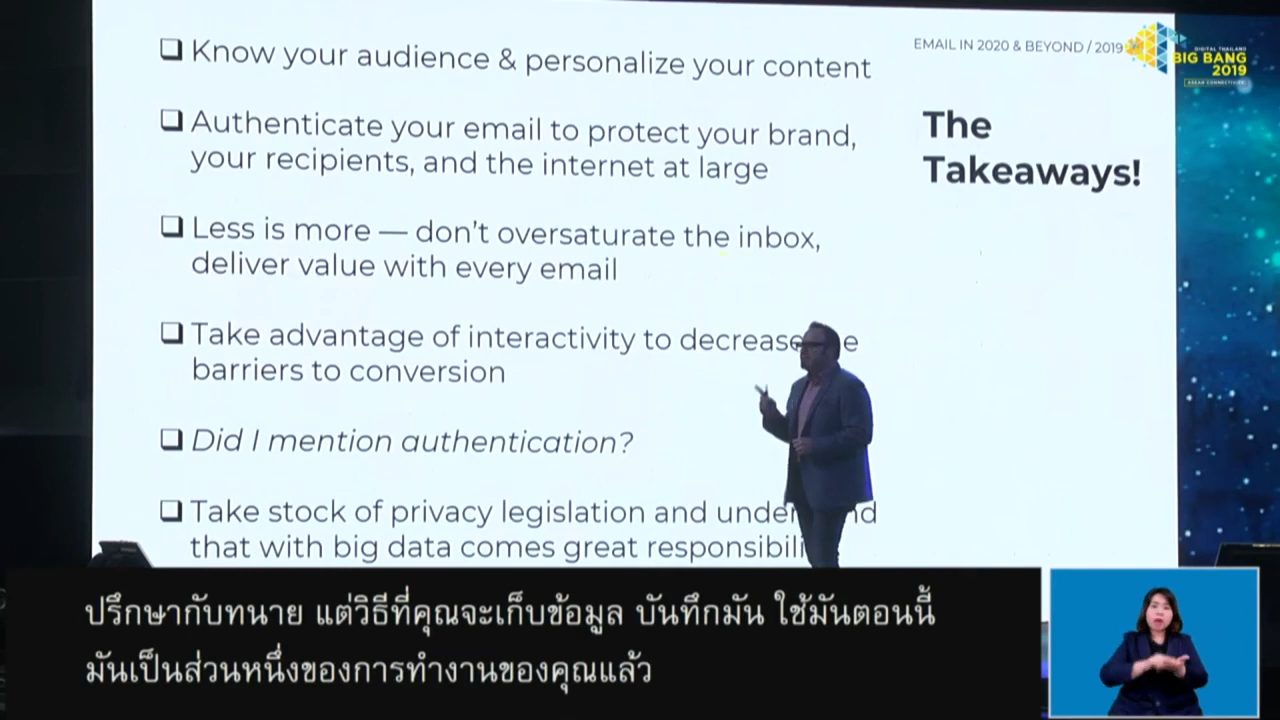 Know your audience & personalize your content
Authenticate your email to protect your brand,
your recipients, and the internet at large
Less is more — don't oversaturate the inbox,
deliver value with every email
Take advantage of interactivity to decrease
barriers to conversion
Did I mention authentication?
Take stock of privacy legislation and
that with big data comes great
EMAIL IN 2020 & BEYOND / 2019
The
Takeaways!
DIGITAL THAILAND
BIG BANG
2019
ASEAN CONNECTIVITY
ปรึกษากับทนาย แต่วิธีที่คุณจะเก็บข้อมูล บันทึกมัน ใช้มันตอนนี้
มันเป็นส่วนหนึ่งของการทำงานของคุณแล้ว